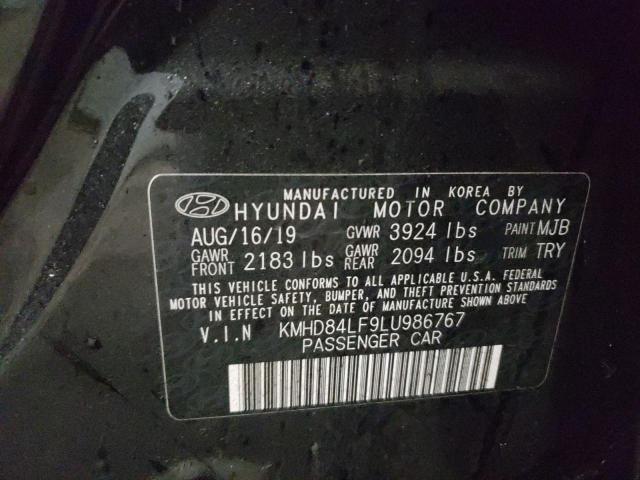 MANUFACTURED IN KOREA BY
HYUNDAI MOTOR COMPANY
AUG/16/19 GVWR 3924 lbs PAINT MJB
GAWR FRONT 2183 lbs GAWR REAR 2094 lbs TRIM TRY
THIS VEHICLE CONFORMS TO ALL APPLICABLE U.S.A. FEDERAL
MOTOR VEHICLE SAFETY, BUMPER, AND THEFT PREVENTION STANDARDS
IN EFFECT ON THE DATE OF MANUFACTURE SHOWN ABOVE.
V.I.N KMHD84LF9LU986767
PASSENGER CAR